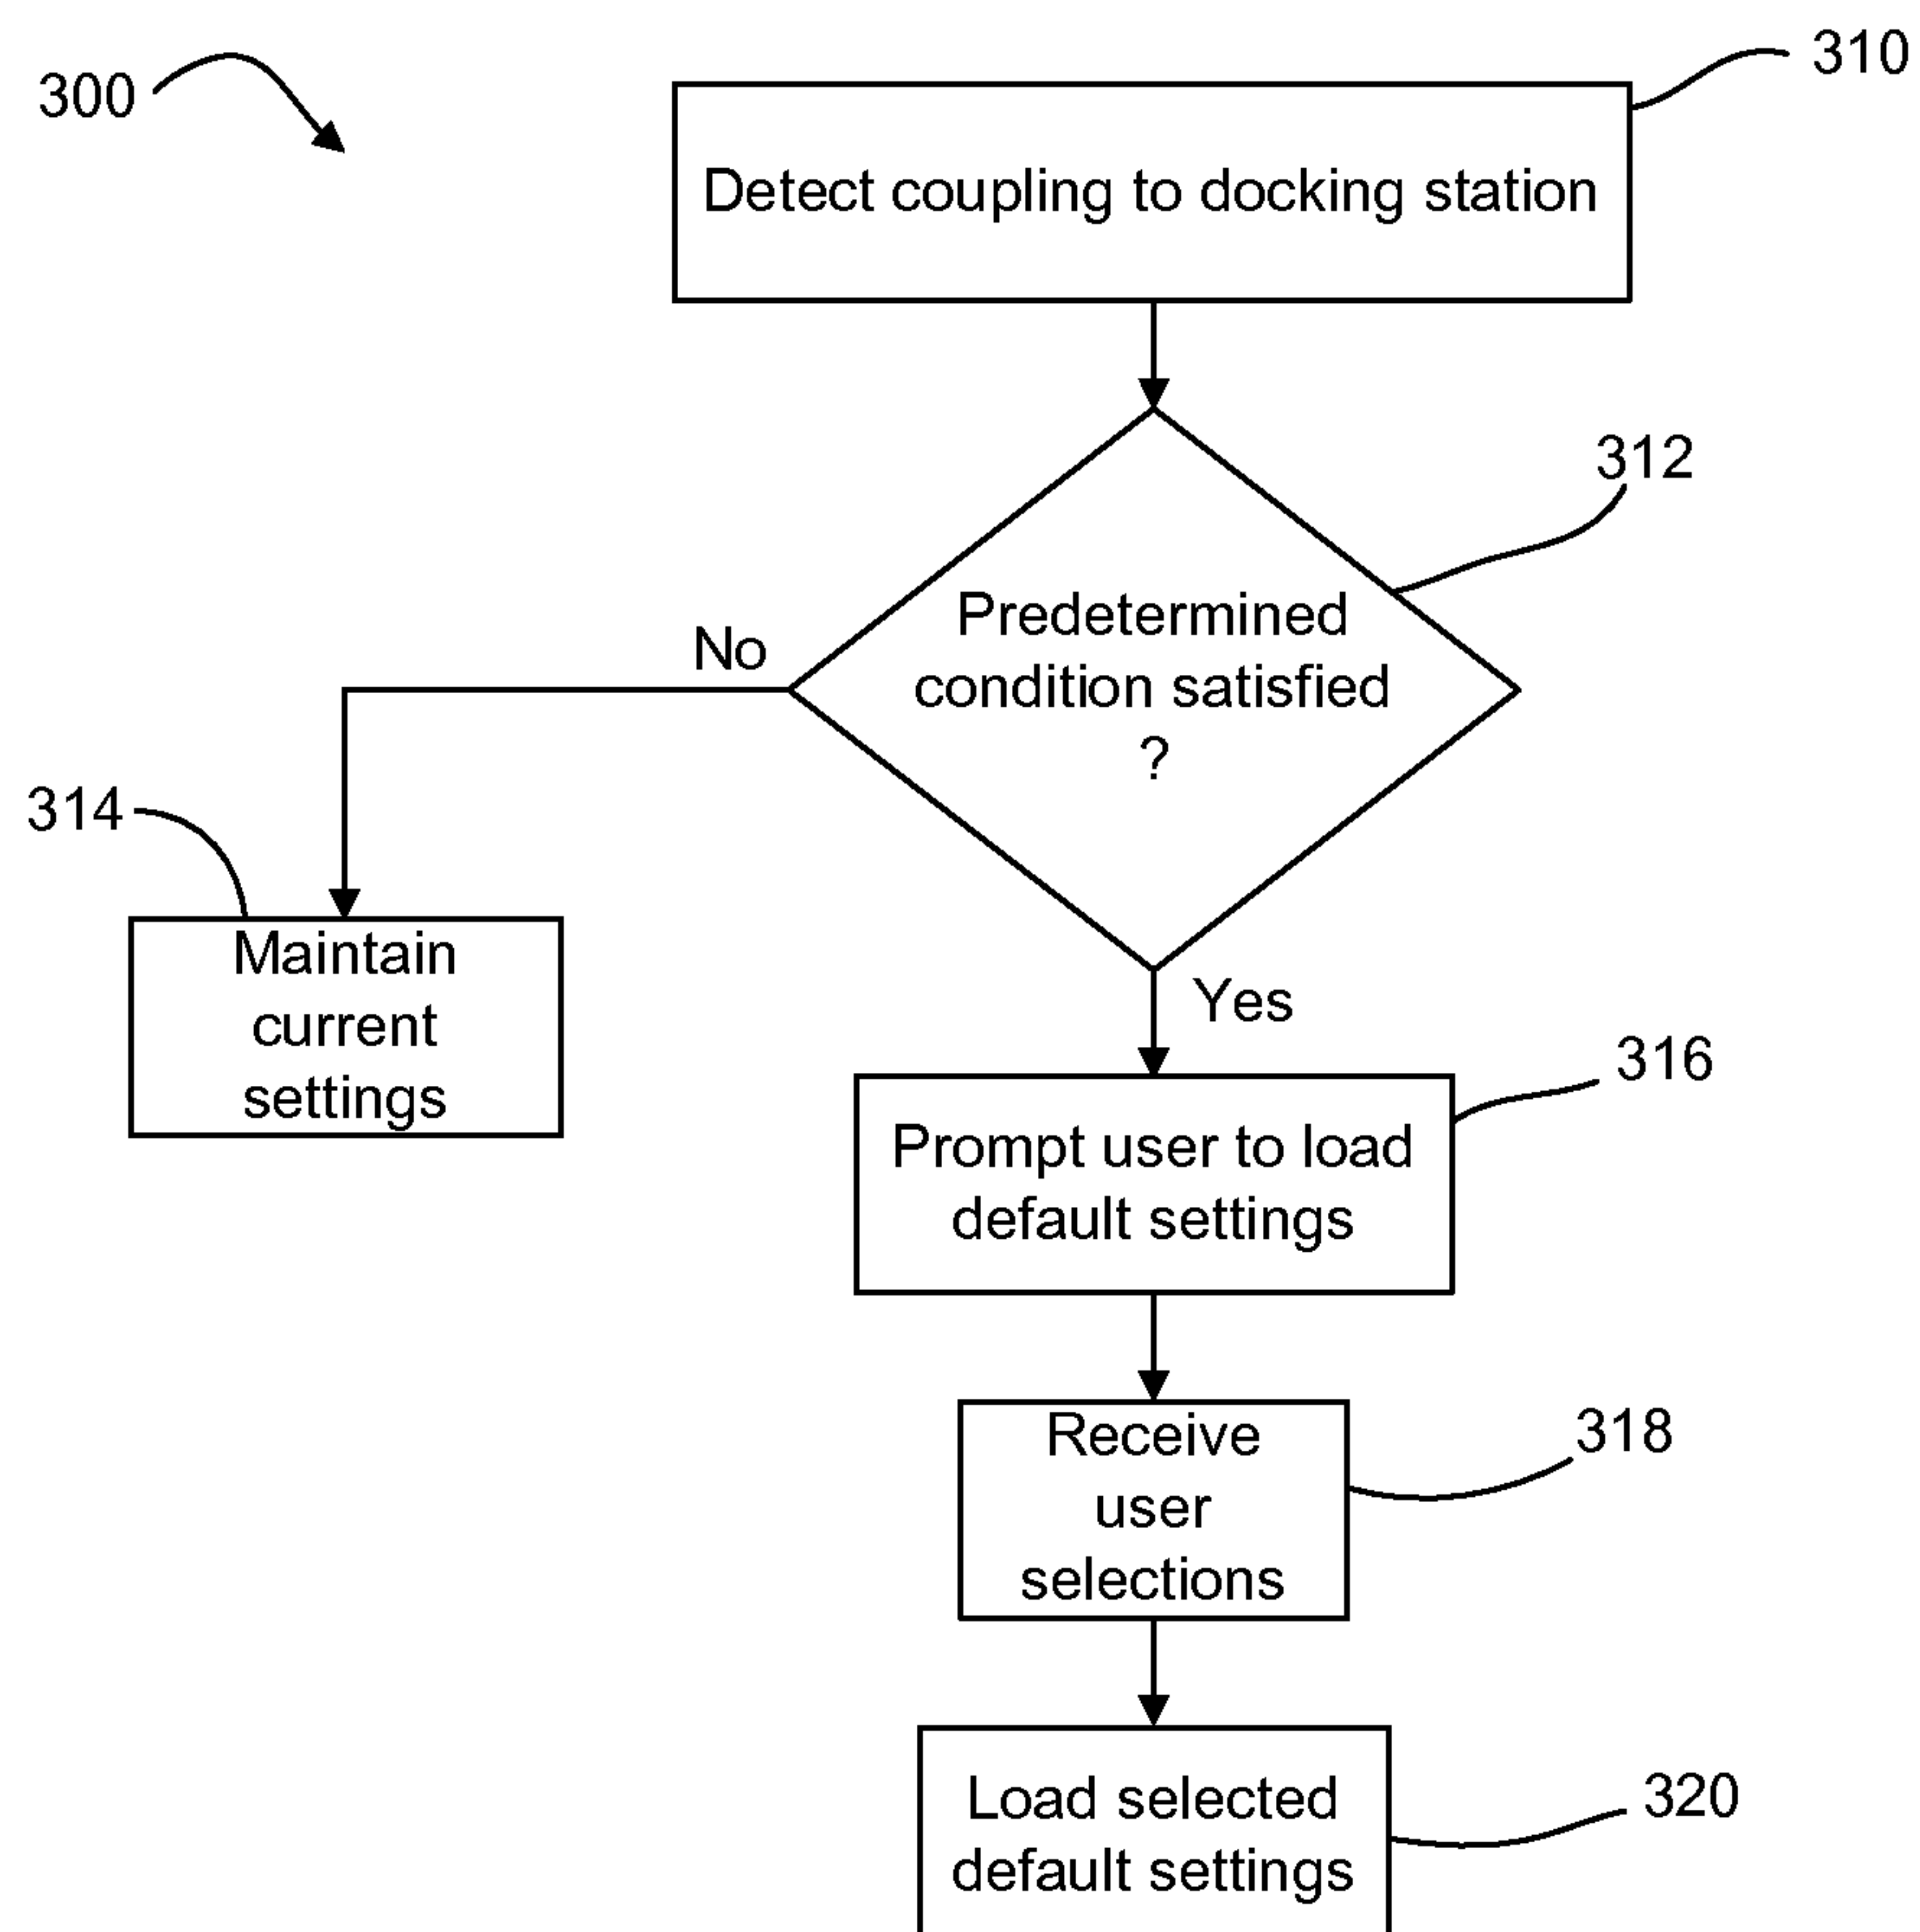 300
310
Detect coupling to docking station
312
Predetermined
condition satisfied
?
No
314
Maintain
current
settings
Yes
316
Prompt user to load
default settings
318
Receive
user
selections
320
Load selected
default settings